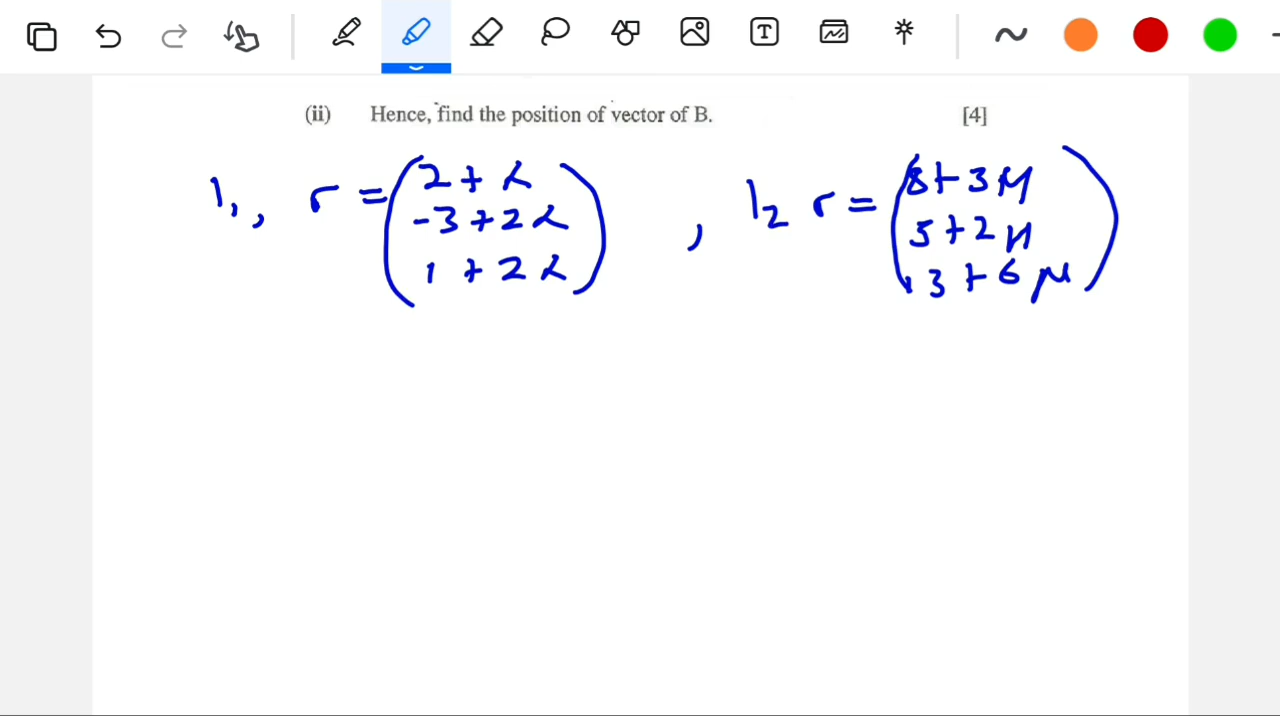 (ii) Hence, find the position of vector of B. [4]
l₁, r = (2 + λ, l₂ r = (8 + 3μ
-3 + 2λ 5 + 2μ
1 + 2λ) 13 + 6μ)